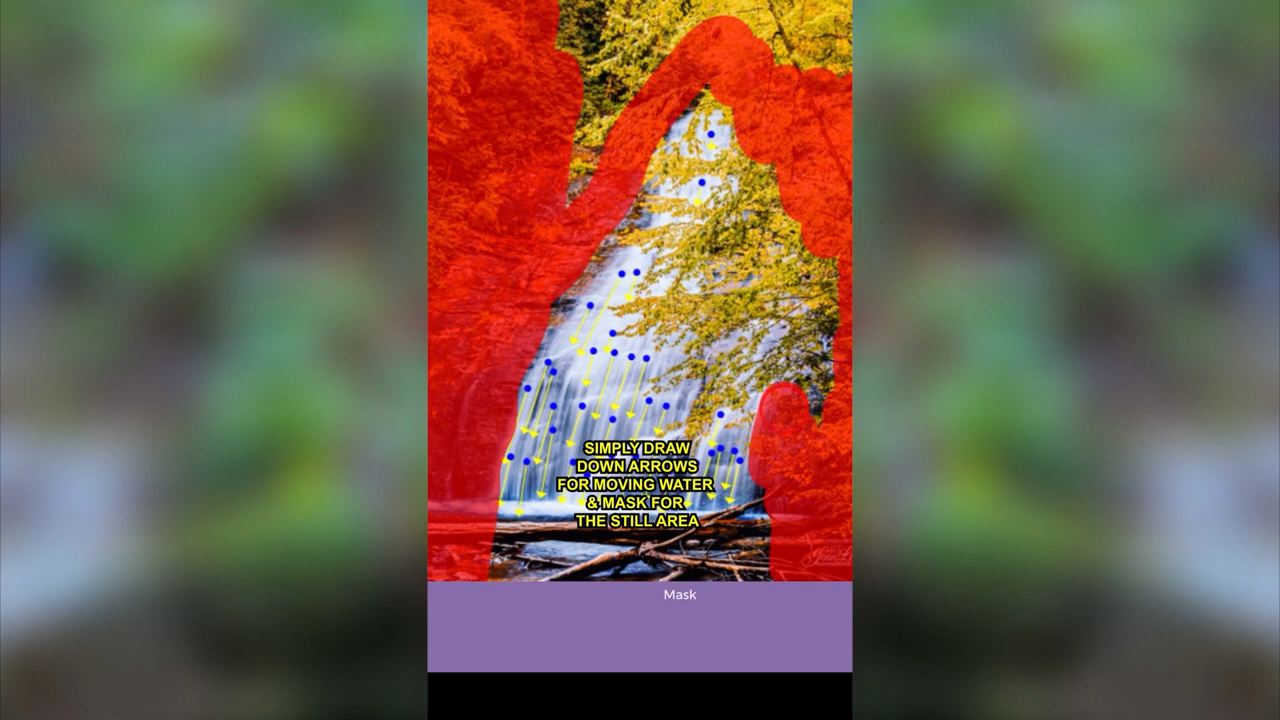 SIMPLY DRAW
DOWN ARROWS
FOR MOVING WATER
& MASK FOR
THE STILL AREA
Mask